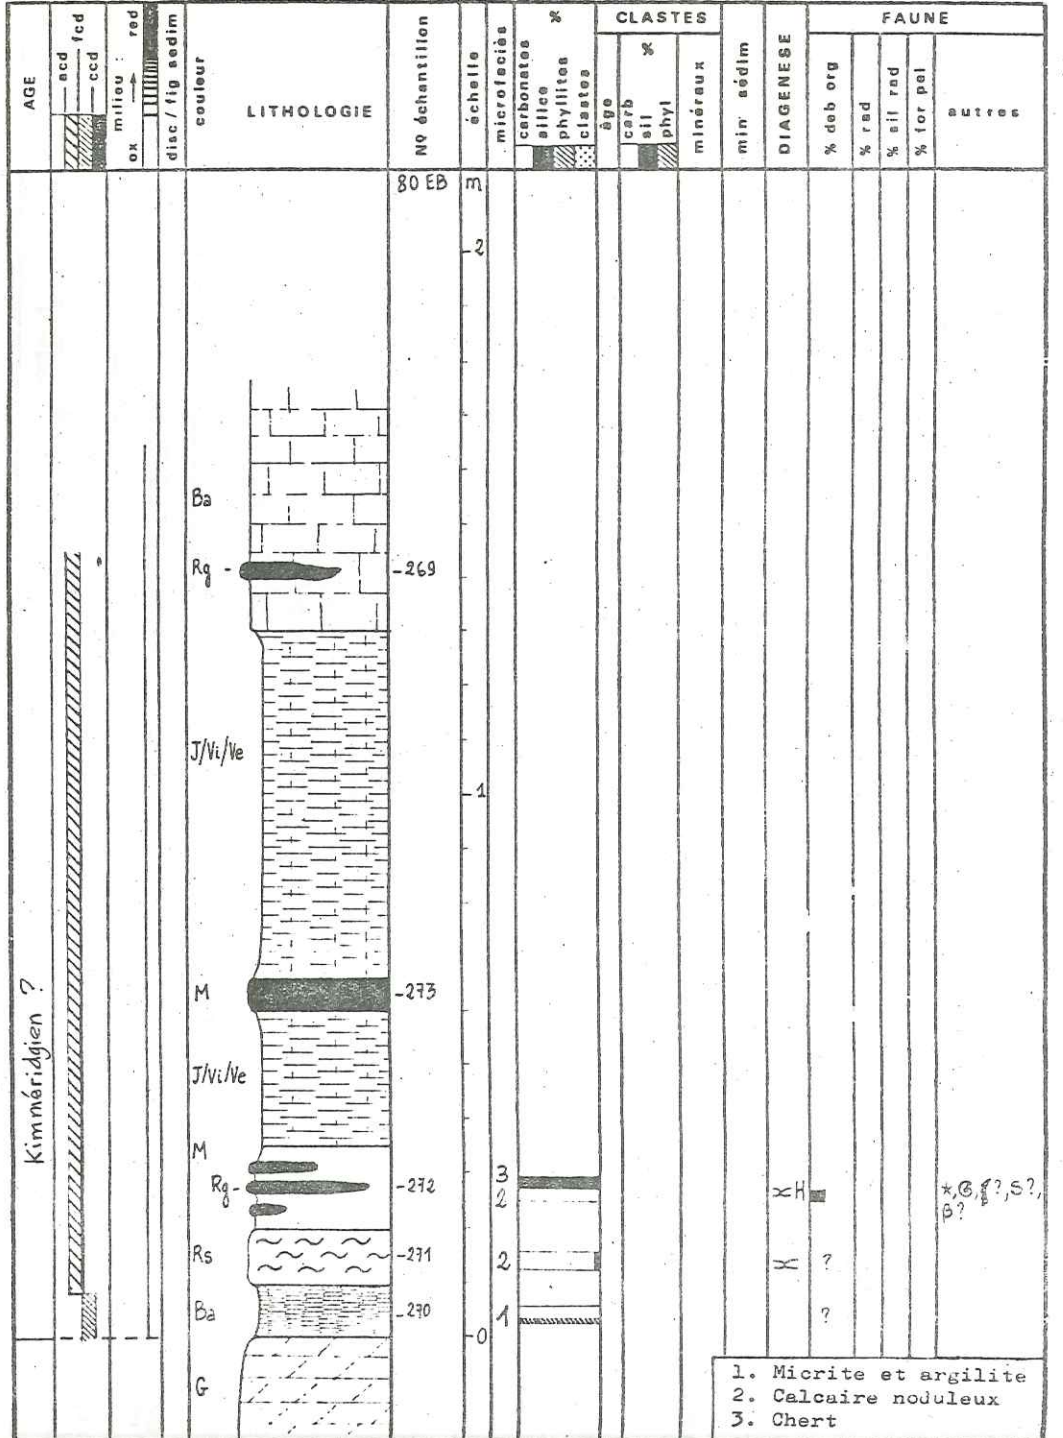 AGE
acd
fcd
ccd
milieu : red
ox
disc / fig sedim
couleur
LITHOLOGIE
Nº échantillon
échelle
microfaciès
%
carbonates
silice
phyllites
clastes
CLASTES
âge
%
carb
sil
phyl
minéraux
min sédim
DIAGENESE
FAUNE
% deb org
% rad
% sil rad
% for pel
autres
80 EB
m
2
Ba
Rg - -269
J/Vi/Ve
1
M -273
Kimméridgien ?
J/Vi/Ve
M
3
Rg - -272 2 H
*, G, ?, S?,
β?
Rs -271 2 ?
Ba -270 1 ?
0
G
1. Micrite et argilite
2. Calcaire noduleux
3. Chert